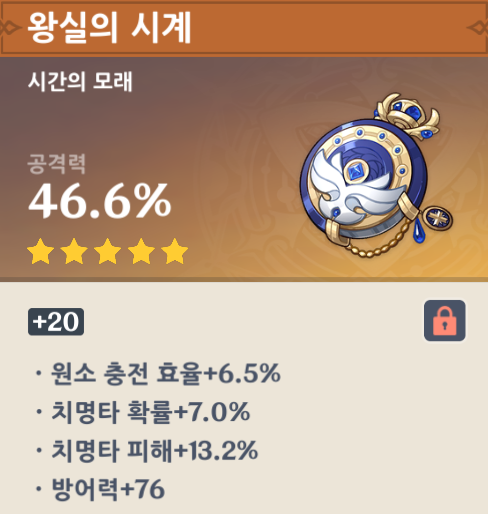 왕실의 시계
시간의 모래
공격력
46.6%
+20
· 원소 충전 효율+6.5%
· 치명타 확률+7.0%
· 치명타 피해+13.2%
· 방어력+76